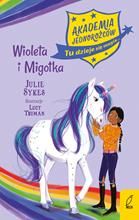 AKADEMIA
JEDNOROŻCÓW
Tu dzieje się magia
Wioleta
i Migotka
JULIE
SYKES
Ilustracje
LUCY
TRUMAN